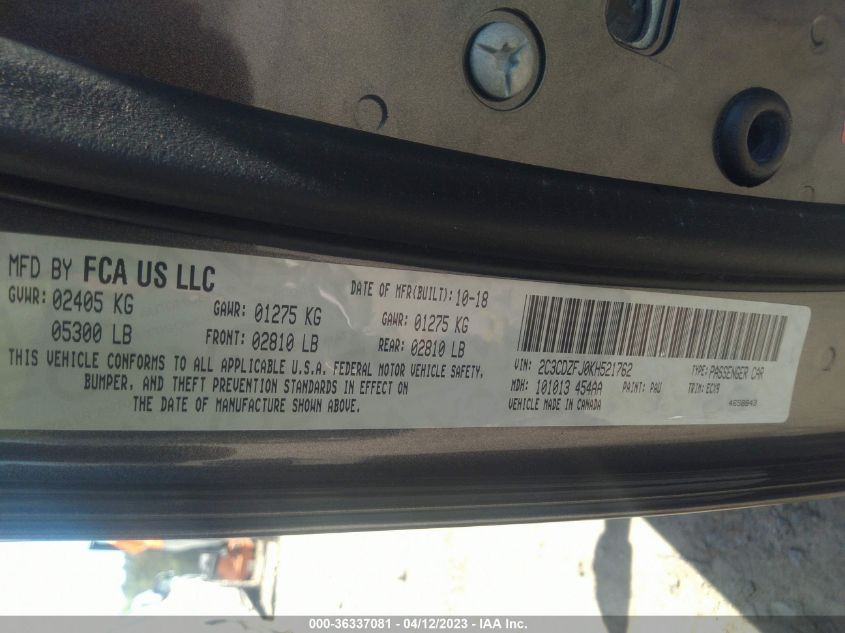 MFD BY FCA US LLC
DATE OF MFR(BUILT): 10-18
GVWR: 02405 KG
GAWR: 01275 KG
GAWR: 01275 KG
05300 LB
FRONT: 02810 LB
REAR: 02810 LB
THIS VEHICLE CONFORMS TO ALL APPLICABLE U.S.A. FEDERAL MOTOR VEHICLE SAFETY,
BUMPER, AND THEFT PREVENTION STANDARDS IN EFFECT ON
THE DATE OF MANUFACTURE SHOWN ABOVE.
VIN: 2C3CDZFJ0KH521762
TYPE: PASSENGER CAR
MDH: 101013 454AA
PAINT: PAU
TRIM: ECX9
VEHICLE MADE IN CANADA
000-36337081 - 04/12/2023 - IAA Inc.